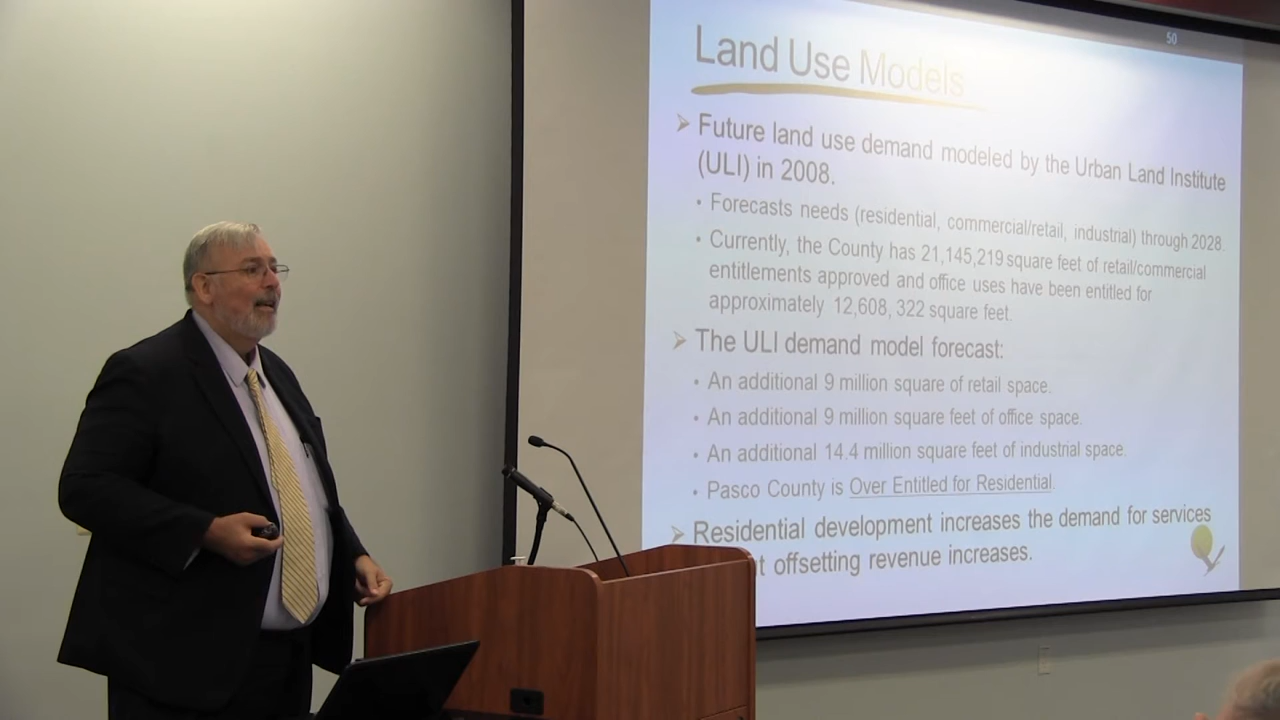 50
Land Use Models
Future land use demand modeled by the Urban Land Institute
(ULI) in 2008.
Forecasts needs (residential, commercial/retail, industrial) through 2028.
Currently, the County has 21,145,219 square feet of retail/commercial
entitlements approved and office uses have been entitled for
approximately 12,608, 322 square feet.
The ULI demand model forecast:
An additional 9 million square of retail space.
An additional 9 million square feet of office space.
An additional 14.4 million square feet of industrial space.
Pasco County is Over Entitled for Residential.
Residential development increases the demand for services
offsetting revenue increases.